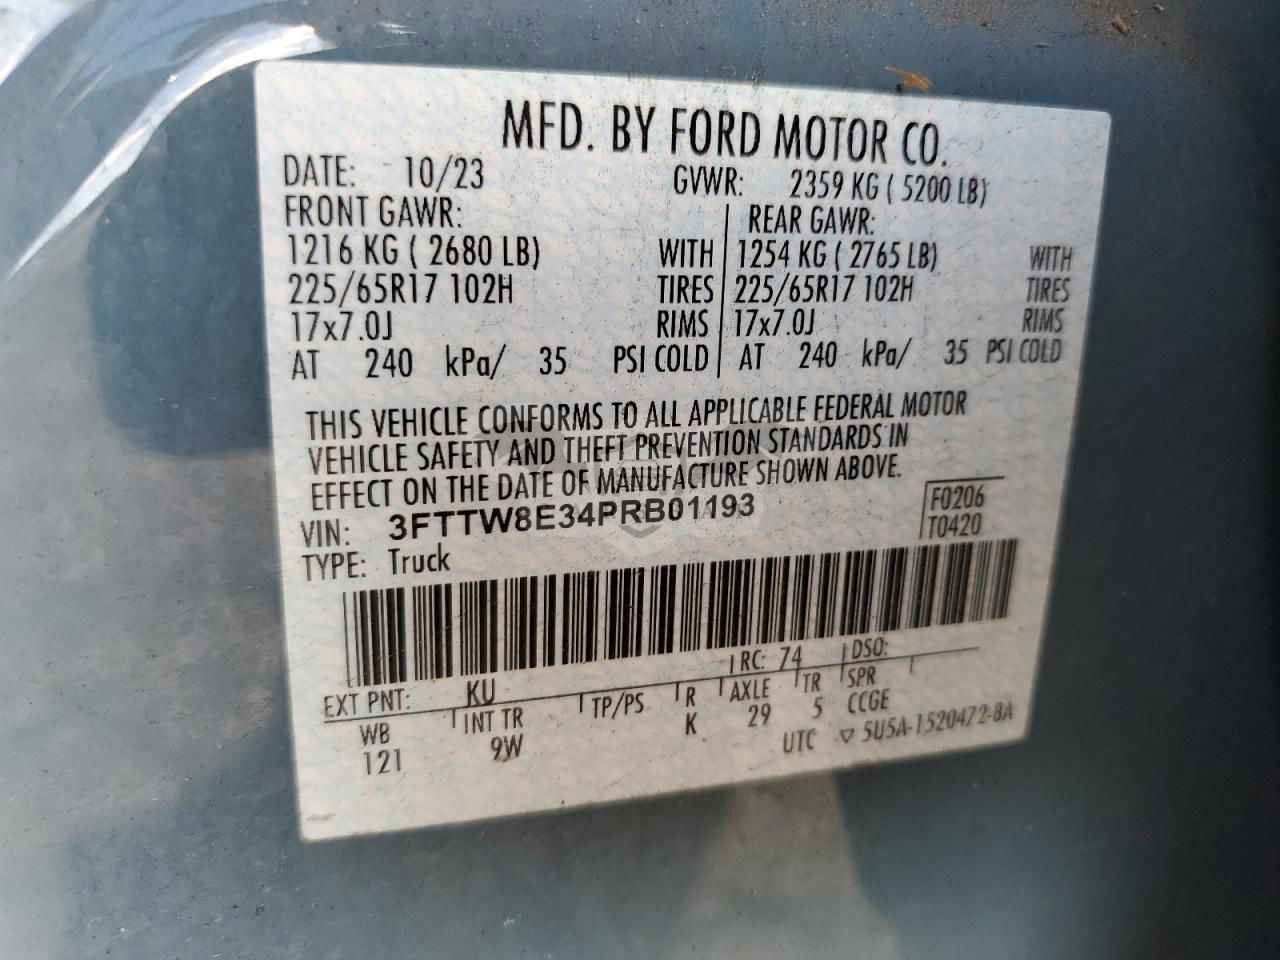 MFD. BY FORD MOTOR CO.
DATE: 10/23 GVWR: 2359 KG ( 5200 LB)
FRONT GAWR: REAR GAWR:
1216 KG ( 2680 LB) WITH 1254 KG ( 2765 LB) WITH
225/65R17 102H TIRES 225/65R17 102H TIRES
17x7.0J RIMS 17x7.0J RIMS
AT 240 kPa/ 35 PSI COLD AT 240 kPa/ 35 PSI COLD
THIS VEHICLE CONFORMS TO ALL APPLICABLE FEDERAL MOTOR
VEHICLE SAFETY AND THEFT PREVENTION STANDARDS IN
EFFECT ON THE DATE OF MANUFACTURE SHOWN ABOVE.
VIN: 3FTTW8E34PRB01193 F0206
TYPE: Truck T0420
EXT PNT: KU RC: 74 DSO:
WB INT TR TP/PS R AXLE TR SPR
121 9W K 29 5 CCGE
UTC ▽ 5U5A-1520472-BA